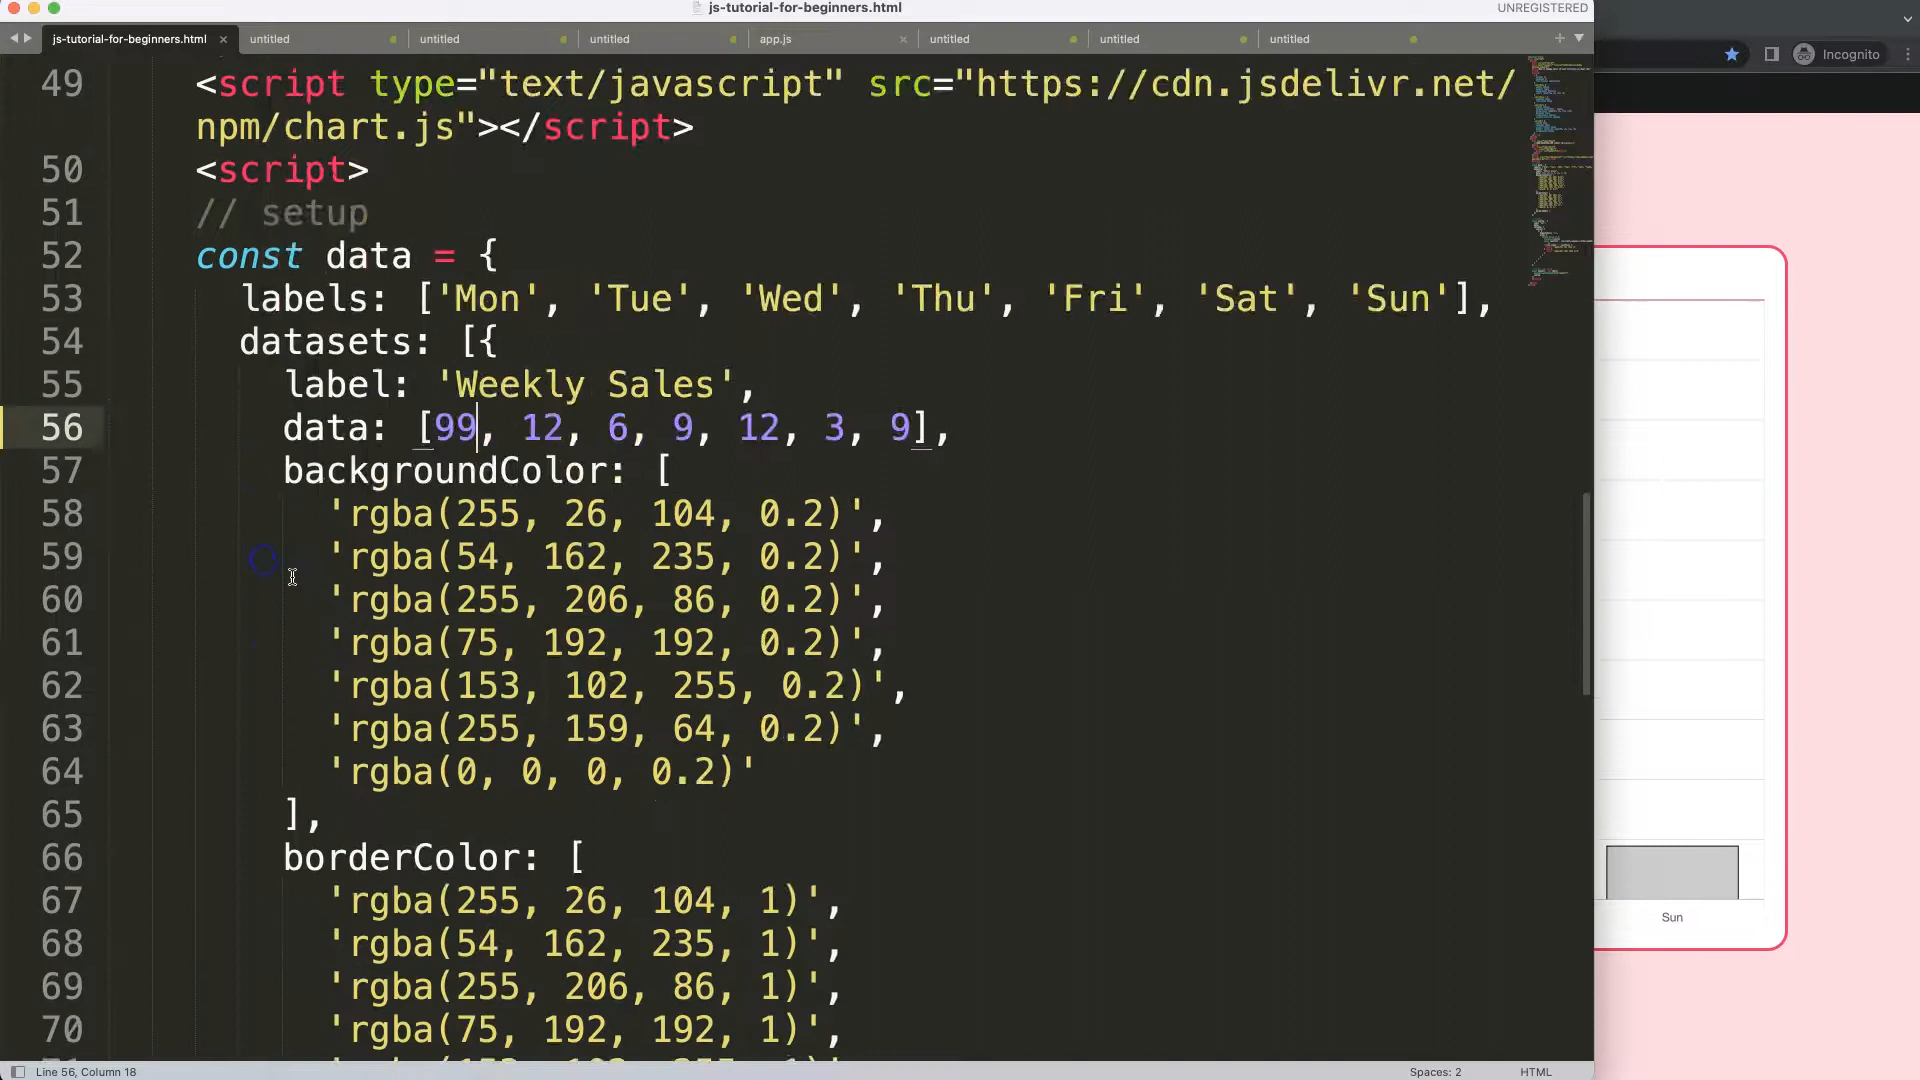 js-tutorial-for-beginners.html
UNREGISTERED
js-tutorial-for-beginners.html × untitled untitled untitled app.js × untitled untitled untitled
Incognito
49 <script type="text/javascript" src="https://cdn.jsdelivr.net/
npm/chart.js"></script>
50 <script>
51 // setup
52 const data = {
53 labels: ['Mon', 'Tue', 'Wed', 'Thu', 'Fri', 'Sat', 'Sun'],
54 datasets: [{
55 label: 'Weekly Sales',
56 data: [99, 12, 6, 9, 12, 3, 9],
57 backgroundColor: [
58 'rgba(255, 26, 104, 0.2)',
59 'rgba(54, 162, 235, 0.2)',
60 'rgba(255, 206, 86, 0.2)',
61 'rgba(75, 192, 192, 0.2)',
62 'rgba(153, 102, 255, 0.2)',
63 'rgba(255, 159, 64, 0.2)',
64 'rgba(0, 0, 0, 0.2)'
65 ],
66 borderColor: [
67 'rgba(255, 26, 104, 1)',
68 'rgba(54, 162, 235, 1)',
69 'rgba(255, 206, 86, 1)',
70 'rgba(75, 192, 192, 1)',
Sun
Line 56, Column 18
Spaces: 2
HTML